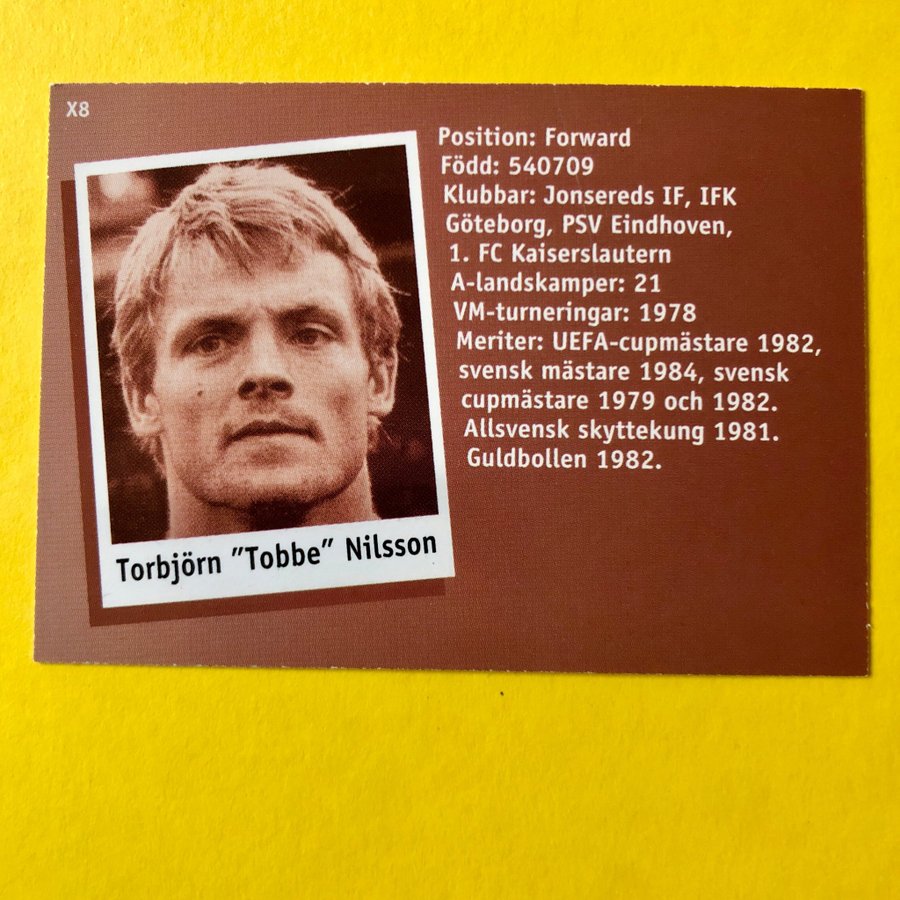 X8
Position: Forward
Född: 540709
Klubbar: Jonsereds IF, IFK
Göteborg, PSV Eindhoven,
1. FC Kaiserslautern
A-landskamper: 21
VM-turneringar: 1978
Meriter: UEFA-cupmästare 1982,
svensk mästare 1984, svensk
cupmästare 1979 och 1982.
Allsvensk skyttekung 1981.
Guldbollen 1982.
Torbjörn ”Tobbe” Nilsson